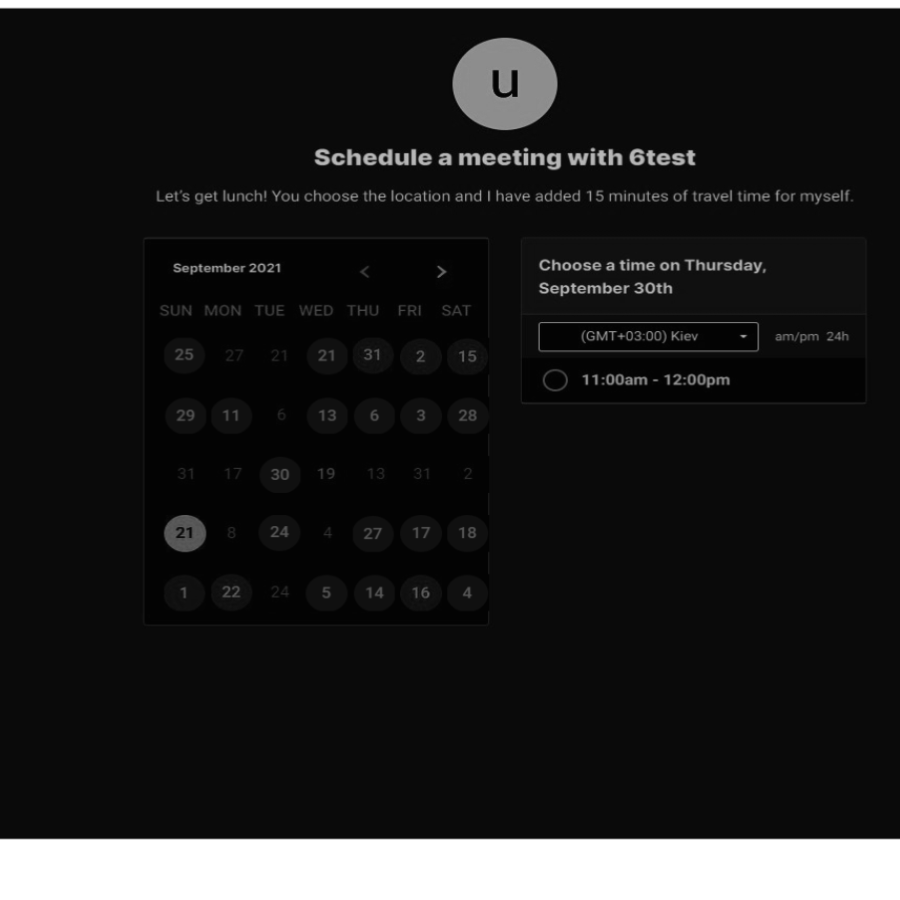 u
Schedule a meeting with 6test
Let's get lunch! You choose the location and I have added 15 minutes of travel time for myself.
September 2021
SUN MON TUE WED THU FRI SAT
25 27 21 21 31 2 15
29 11 6 13 6 3 28
31 17 30 19 13 31 2
21 8 24 4 27 17 18
1 22 24 5 14 16 4
Choose a time on Thursday,
September 30th
(GMT+03:00) Kiev am/pm 24h
11:00am - 12:00pm